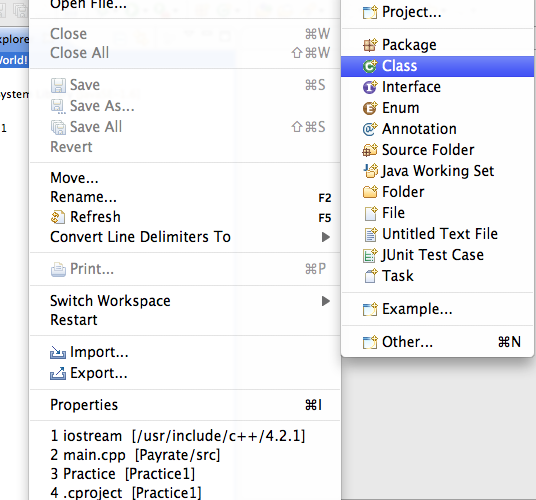 Open File...
Close ⌘W
Close All ⇧⌘W
Save ⌘S
Save As...
Save All ⇧⌘S
Revert
Move...
Rename... F2
Refresh F5
Convert Line Delimiters To
Print... ⌘P
Switch Workspace
Restart
Import...
Export...
Properties ⌘I
1 iostream [/usr/include/c++/4.2.1]
2 main.cpp [Payrate/src]
3 Practice [Practice1]
4 .cproject [Practice1]
Project...
Package
Class
Interface
Enum
Annotation
Source Folder
Java Working Set
Folder
File
Untitled Text File
JUnit Test Case
Task
Example...
Other... ⌘N
xplore
World!
System
1